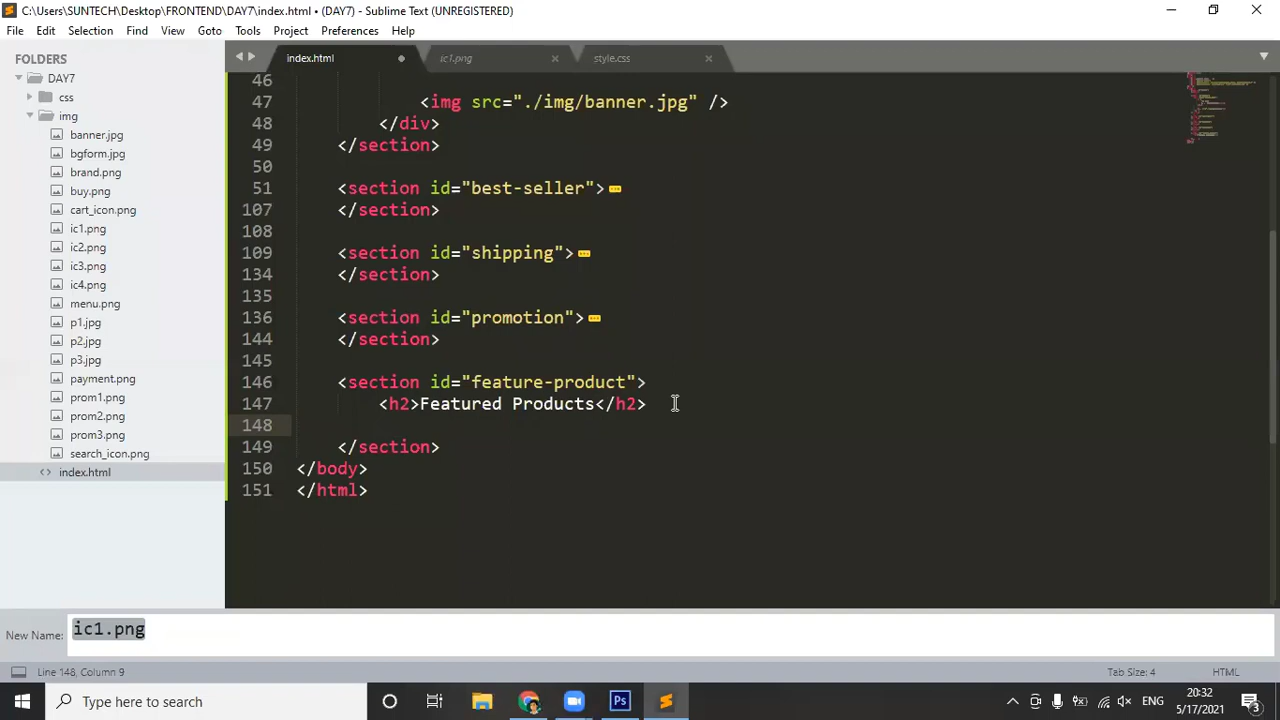 C:\Users\SUNTECH\Desktop\FRONTEND\DAY7\index.html • (DAY7) - Sublime Text (UNREGISTERED)
File Edit Selection Find View Goto Tools Project Preferences Help
FOLDERS
DAY7
css
img
banner.jpg
bgform.jpg
brand.png
buy.png
cart_icon.png
ic1.png
ic2.png
ic3.png
ic4.png
menu.png
p1.jpg
p2.jpg
p3.jpg
payment.png
prom1.png
prom2.png
prom3.png
search_icon.png
<> index.html
index.html ic1.png style.css
46
47 <img src="./img/banner.jpg" />
48 </div>
49 </section>
50
51 <section id="best-seller">
107 </section>
108
109 <section id="shipping">
134 </section>
135
136 <section id="promotion">
144 </section>
145
146 <section id="feature-product">
147 <h2>Featured Products</h2>
148
149 </section>
150 </body>
151 </html>
New Name: ic1.png
Line 148, Column 9 Tab Size: 4 HTML
Type here to search
Ps
ENG
20:32
5/17/2021
3